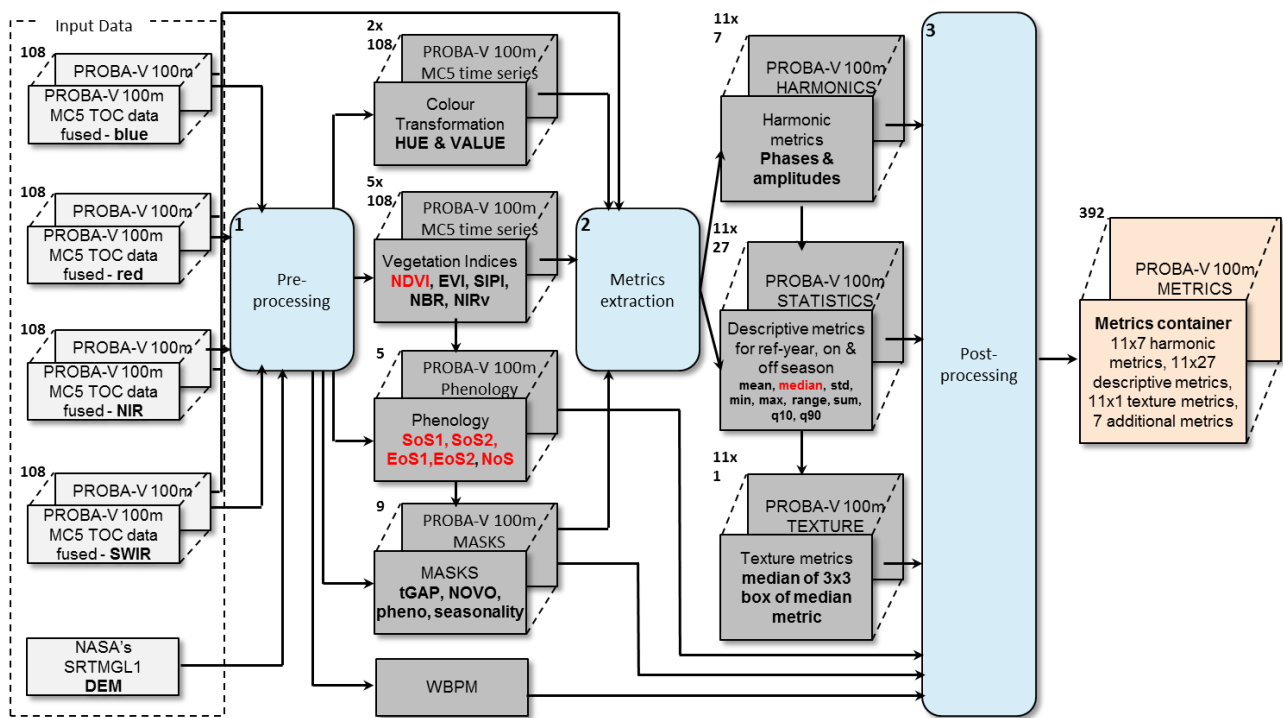 Input Data
108
PROBA-V 100m
PROBA-V 100m
MC5 TOC data
fused - blue
108
PROBA-V 100m
PROBA-V 100m
MC5 TOC data
fused - red
108
PROBA-V 100m
PROBA-V 100m
MC5 TOC data
fused - NIR
108
PROBA-V 100m
PROBA-V 100m
MC5 TOC data
fused - SWIR
NASA's
SRTMGL1
DEM
1
Pre-
processing
2x
108
PROBA-V 100m
MC5 time series
Colour
Transformation
HUE & VALUE
5x
108
PROBA-V 100m
MC5 time series
Vegetation Indices
NDVI, EVI, SIPI,
NBR, NIRv
5
PROBA-V 100m
Phenology
Phenology
SoS1, SoS2,
EoS1,EoS2, NoS
9
PROBA-V 100m
MASKS
MASKS
tGAP, NOVO,
pheno, seasonality
WBPM
2
Metrics
extraction
11x
7
PROBA-V 100m
HARMONICS
Harmonic
metrics
Phases &
amplitudes
11x
27
PROBA-V 100m
STATISTICS
Descriptive metrics
for ref-year, on &
off season
mean, median, std,
min, max, range, sum,
q10, q90
11x
1
PROBA-V 100m
TEXTURE
Texture metrics
median of 3x3
box of median
metric
3
Post-
processing
392
PROBA-V 100m
METRICS
Metrics container
11x7 harmonic
metrics, 11x27
descriptive metrics,
11x1 texture metrics,
7 additional metrics